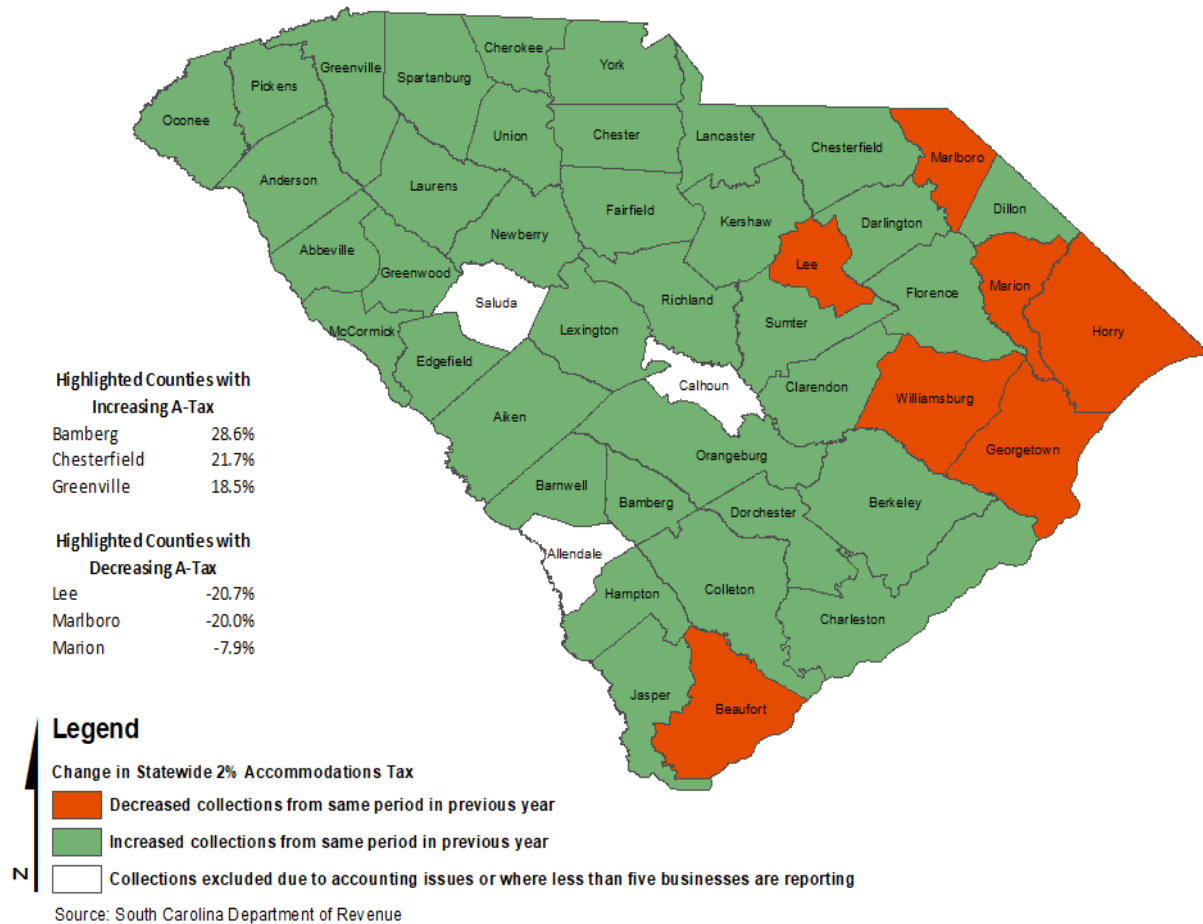 Cherokee
York
Greenville
Spartanburg
Pickens
Oconee
Union
Chester
Lancaster
Chesterfield
Marlboro
Anderson
Laurens
Fairfield
Kershaw
Darlington
Dillon
Newberry
Abbeville
Greenwood
Lee
Marion
Florence
Saluda
Richland
Horry
Lexington
Sumter
McCormick
Edgefield
Calhoun
Clarendon
Williamsburg
Aiken
Georgetown
Orangeburg
Barnwell
Bamberg
Berkeley
Dorchester
Allendale
Hampton
Colleton
Charleston
Jasper
Beaufort
Highlighted Counties with
Increasing A-Tax
Bamberg 28.6%
Chesterfield 21.7%
Greenville 18.5%
Highlighted Counties with
Decreasing A-Tax
Lee -20.7%
Marlboro -20.0%
Marion -7.9%
Legend
Change in Statewide 2% Accommodations Tax
Decreased collections from same period in previous year
Increased collections from same period in previous year
Collections excluded due to accounting issues or where less than five businesses are reporting
N
Source: South Carolina Department of Revenue